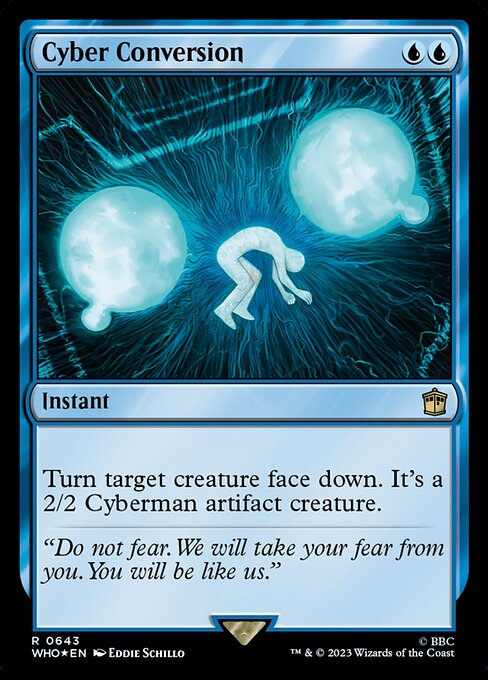 Cyber Conversion
Instant
Turn target creature face down. It's a
2/2 Cyberman artifact creature.
“Do not fear. We will take your fear from
you. You will be like us.”
R 0643
© BBC
WHO★EN Eddie Schillo
™ & © 2023 Wizards of the Coast